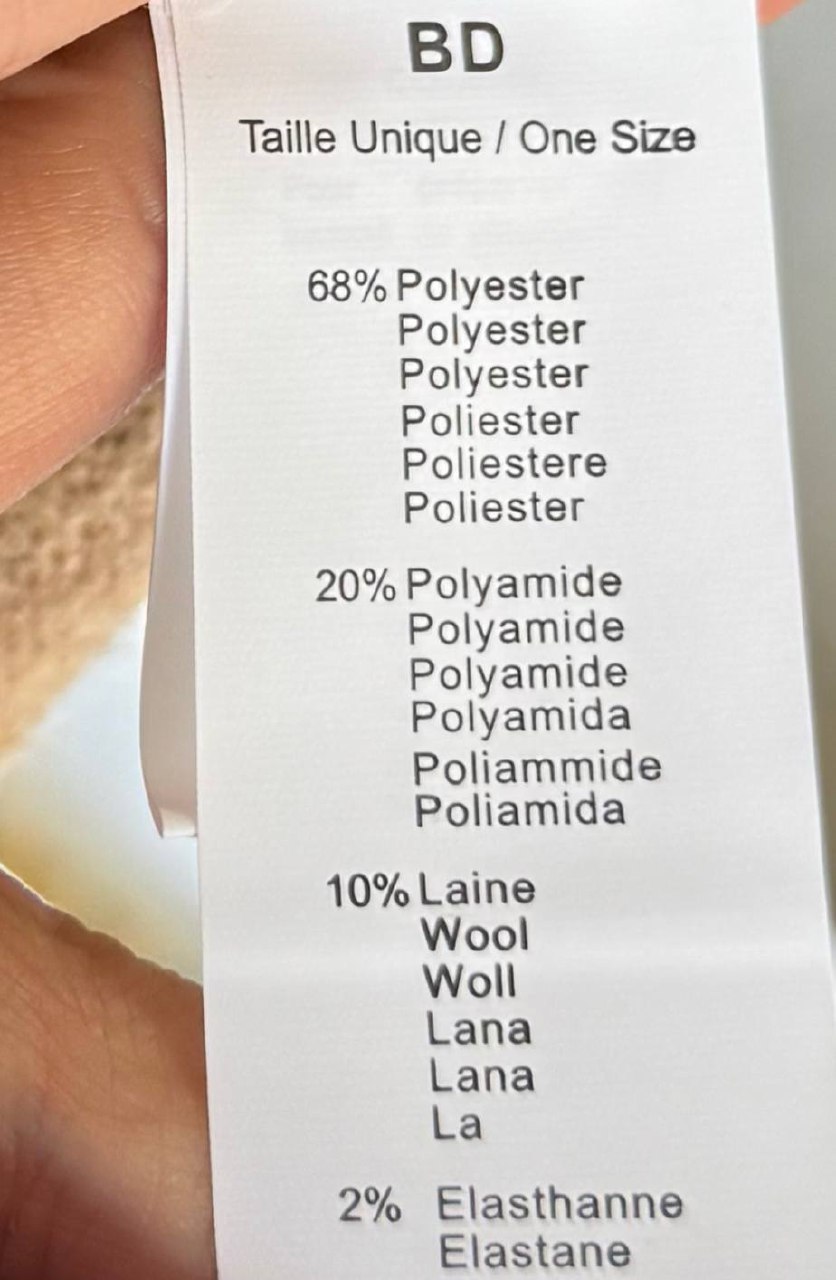 BD
Taille Unique / One Size
68% Polyester
Polyester
Polyester
Poliester
Poliestere
Poliester
20% Polyamide
Polyamide
Polyamide
Polyamida
Poliammide
Poliamida
10% Laine
Wool
Woll
Lana
Lana
La
2% Elasthanne
Elastane